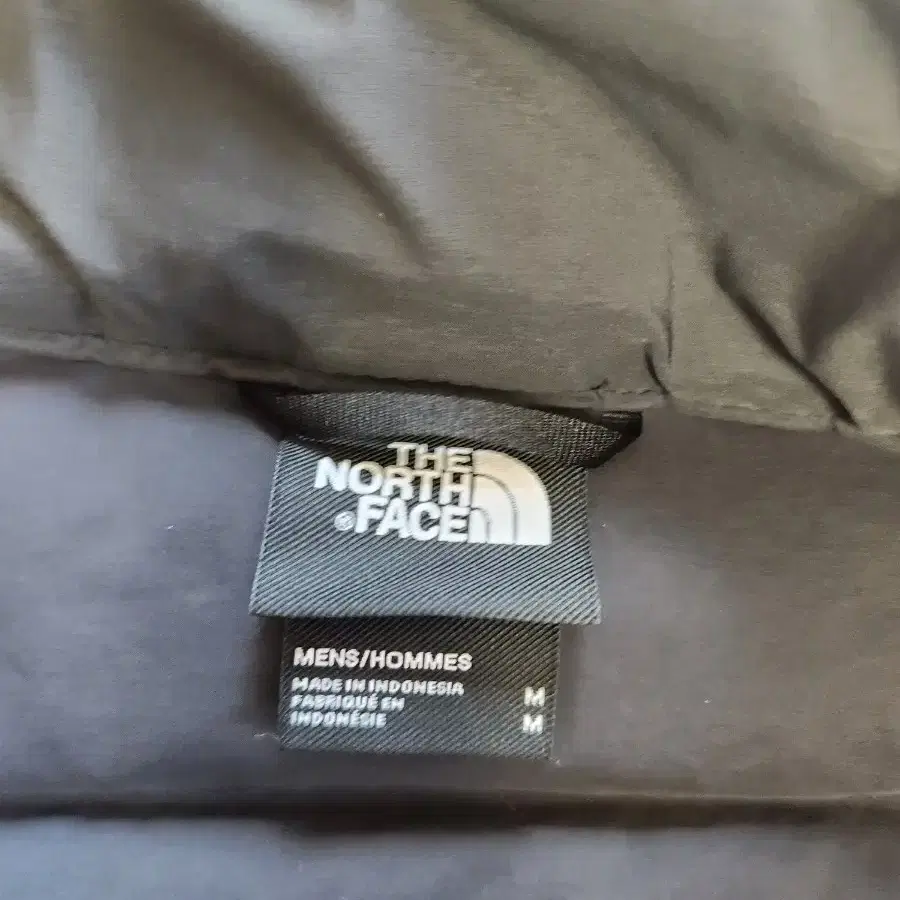 THE
NORTH
® FACE
MENS/HOMMES
MADE IN INDONESIA M
FABRIQUÉ EN
INDONÉSIE M